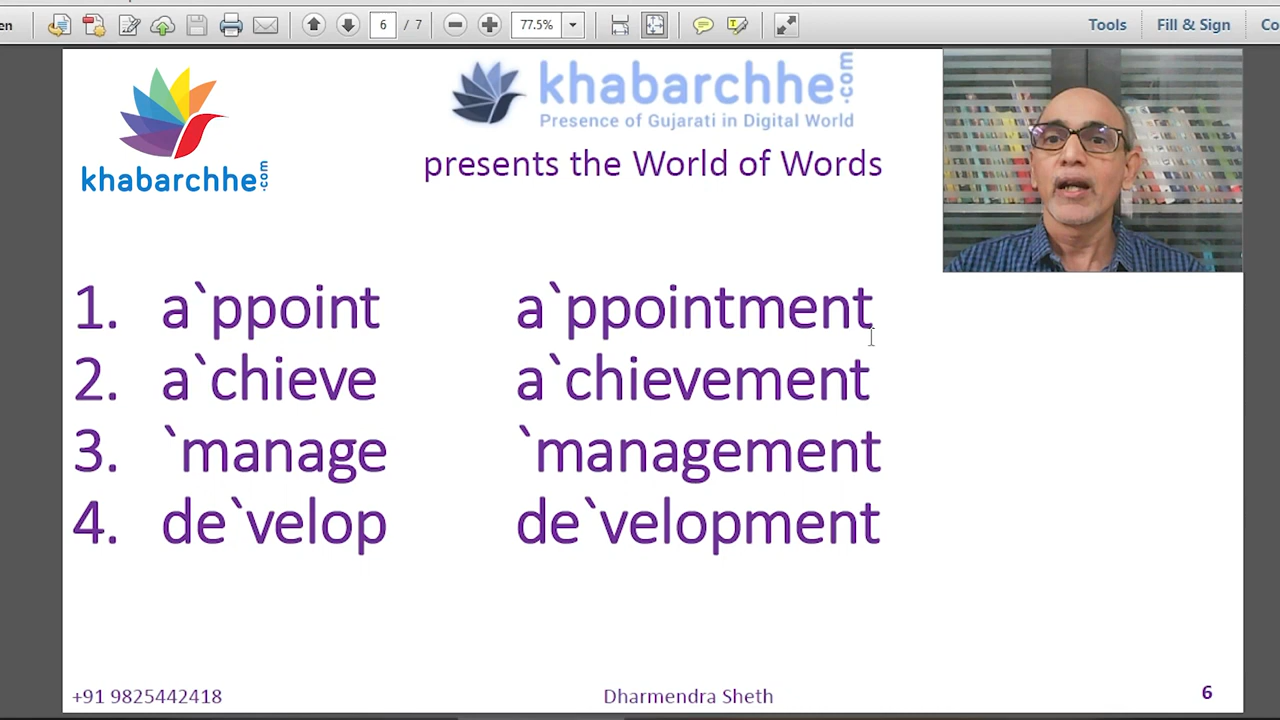 en
6 / 7
77.5%
Tools
Fill & Sign
Co
khabarchhe.com
khabarchhe.com
Presence of Gujarati in Digital World
presents the World of Words
1. a`ppoint a`ppointment
2. a`chieve a`chievement
3. `manage `management
4. de`velop de`velopment
+91 9825442418
Dharmendra Sheth
6